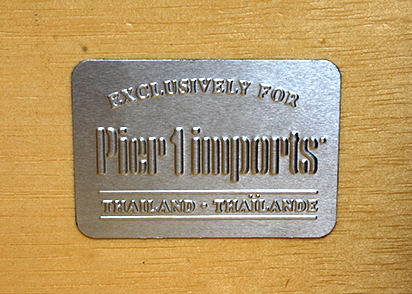 EXCLUSIVELY FOR
Pier 1 imports
THAILAND · THAÏLANDE